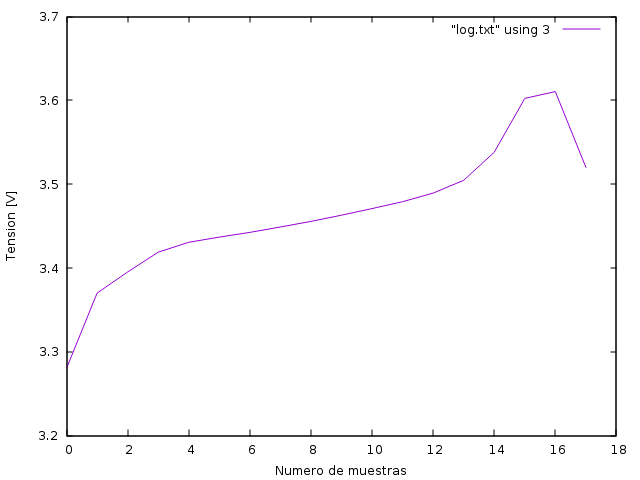 3.7
"log.txt" using 3
3.6
3.5
Tension [V]
3.4
3.3
3.2
0 2 4 6 8 10 12 14 16 18
Numero de muestras